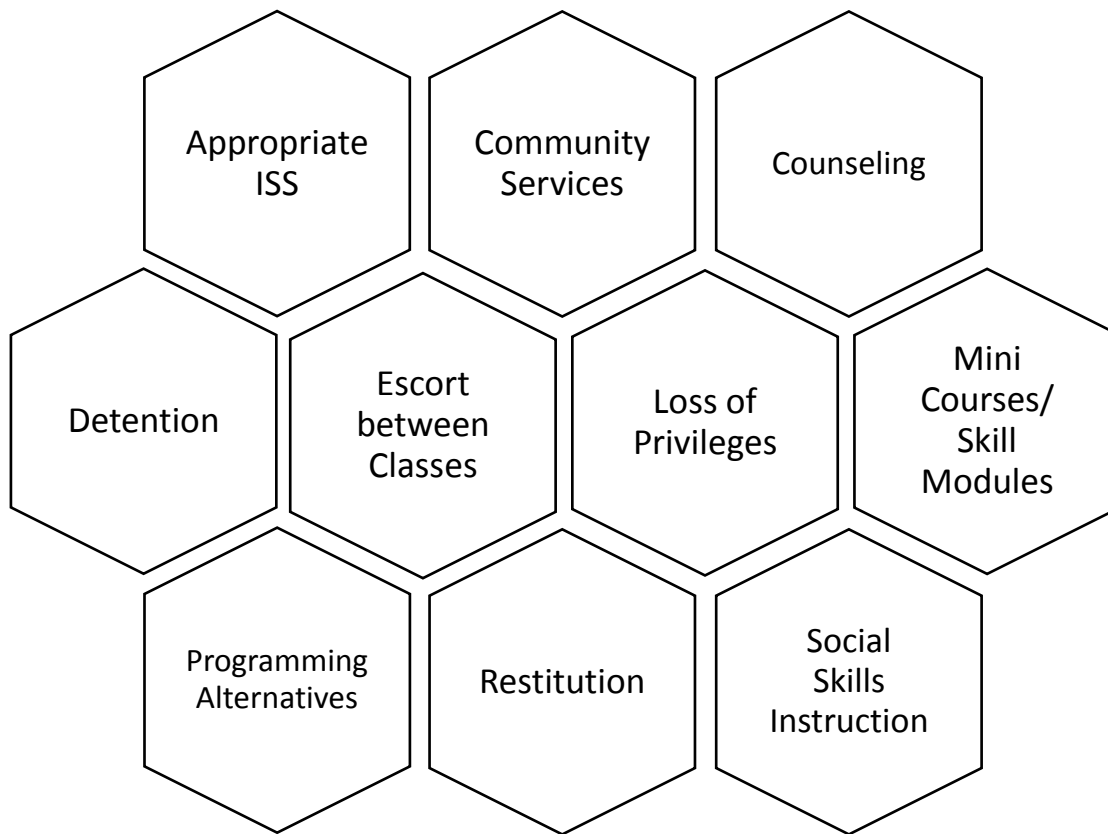 Appropriate
ISS
Community
Services
Counseling
Detention
Escort
between
Classes
Loss of
Privileges
Mini
Courses/
Skill
Modules
Programming
Alternatives
Restitution
Social
Skills
Instruction